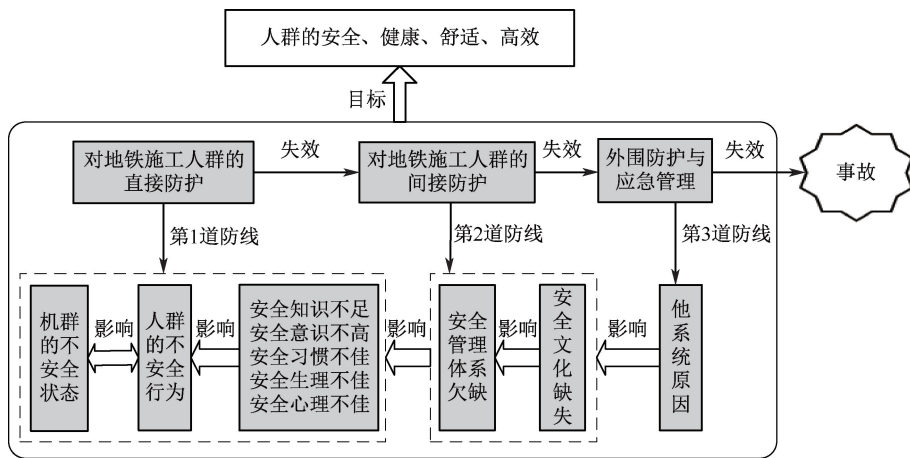 人群的安全、健康、舒适、高效
目标
对地铁施工人群的
直接防护
失效
对地铁施工人群的
间接防护
失效
外围防护与
应急管理
失效
事故
第1道防线
第2道防线
第3道防线
机群
的不
安全
状态
影响
人群
的不
安全
行为
影响
安全知识不足
安全意识不高
安全习惯不佳
安全生理不佳
安全心理不佳
影响
安全
管理
体系
欠缺
影响
安
全
文
化
缺
失
影响
他
系
统
原
因